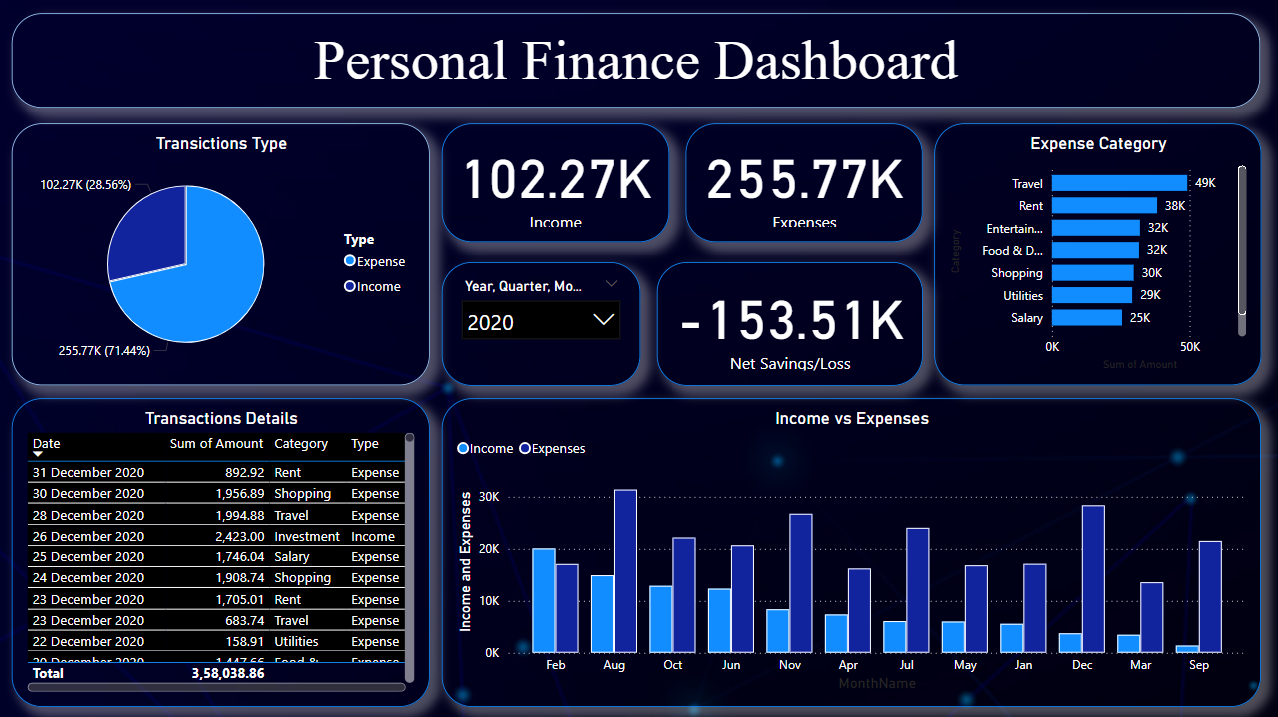 Personal Finance Dashboard
Transictions Type
102.27K (28.56%)
255.77K (71.44%)
Type
Expense
Income
102.27K
Income
255.77K
Expenses
Year, Quarter, Mo...
2020
-153.51K
Net Savings/Loss
Expense Category
Category
Travel 49K
Rent 38K
Entertain... 32K
Food & D... 32K
Shopping 30K
Utilities 29K
Salary 25K
0K 50K
Sum of Amount
Transactions Details
Date Sum of Amount Category Type
31 December 2020 892.92 Rent Expense
30 December 2020 1,956.89 Shopping Expense
28 December 2020 1,994.88 Travel Expense
26 December 2020 2,423.00 Investment Income
25 December 2020 1,746.04 Salary Expense
24 December 2020 1,908.74 Shopping Expense
23 December 2020 1,705.01 Rent Expense
23 December 2020 683.74 Travel Expense
22 December 2020 158.91 Utilities Expense
December 2020 1,447.66 Food & Expense
Total 3,58,038.86
Income vs Expenses
Income Expenses
Income and Expenses
30K
20K
10K
0K
Feb Aug Oct Jun Nov Apr Jul May Jan Dec Mar Sep
MonthName